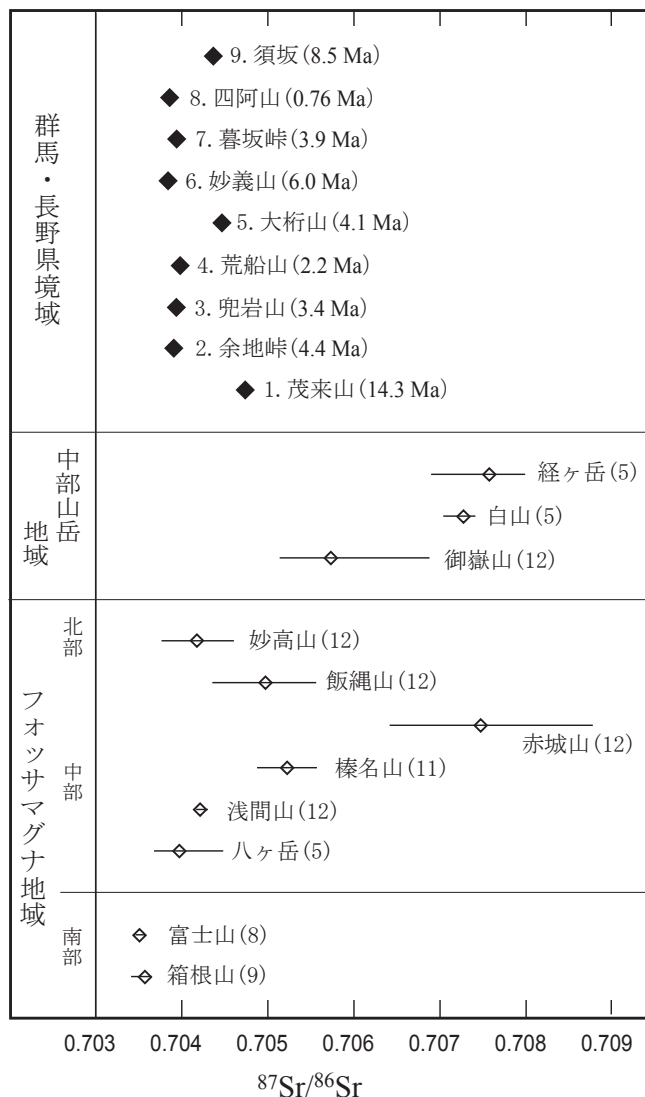 群馬・長野県境域
9. 須坂(8.5 Ma)
8. 四阿山(0.76 Ma)
7. 暮坂峠(3.9 Ma)
6. 妙義山(6.0 Ma)
5. 大桁山(4.1 Ma)
4. 荒船山(2.2 Ma)
3. 兜岩山(3.4 Ma)
2. 余地峠(4.4 Ma)
1. 茂来山(14.3 Ma)
中部山岳
地域
経ヶ岳(5)
白山(5)
御嶽山(12)
フォッサマグナ地域
北部
妙高山(12)
飯縄山(12)
中部
赤城山(12)
榛名山(11)
浅間山(12)
八ヶ岳(5)
南部
富士山(8)
箱根山(9)
0.703 0.704 0.705 0.706 0.707 0.708 0.709
⁸⁷Sr/⁸⁶Sr